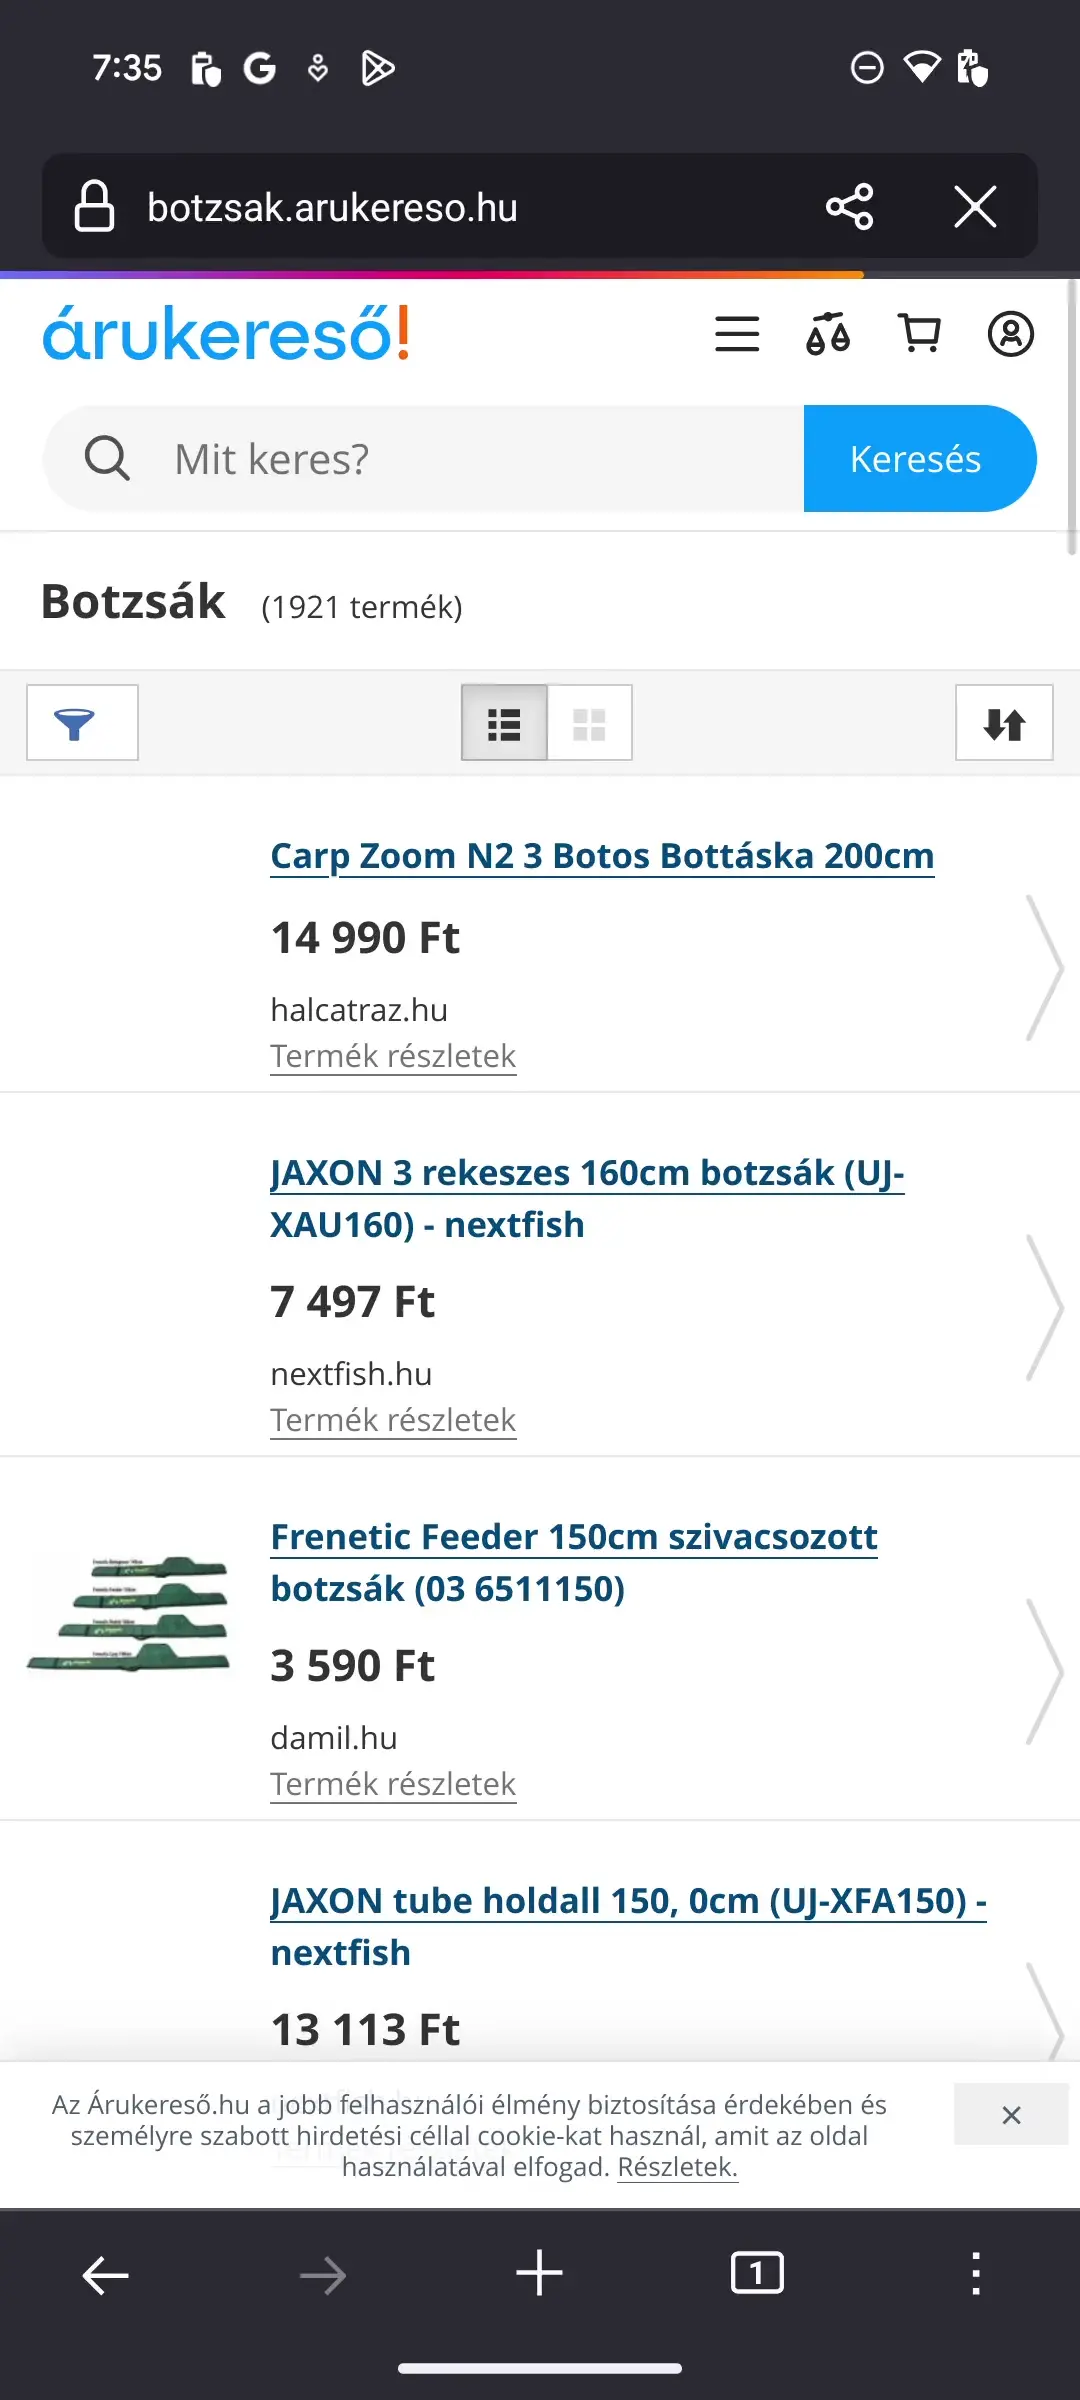 7:35
botzsak.arukereso.hu
árukereső!
Mit keres?
Keresés
Botzsák (1921 termék)
Carp Zoom N2 3 Botos Bottáska 200cm
14 990 Ft
halcatraz.hu
Termék részletek
JAXON 3 rekeszes 160cm botzsák (UJ-
XAU160) - nextfish
7 497 Ft
nextfish.hu
Termék részletek
Frenetic Feeder 150cm szivacsozott
botzsák (03 6511150)
3 590 Ft
damil.hu
Termék részletek
JAXON tube holdall 150, 0cm (UJ-XFA150) -
nextfish
13 113 Ft
Az Árukereső.hu a jobb felhasználói élmény biztosítása érdekében és
személyre szabott hirdetési céllal cookie-kat használ, amit az oldal
használatával elfogad. Részletek.
1